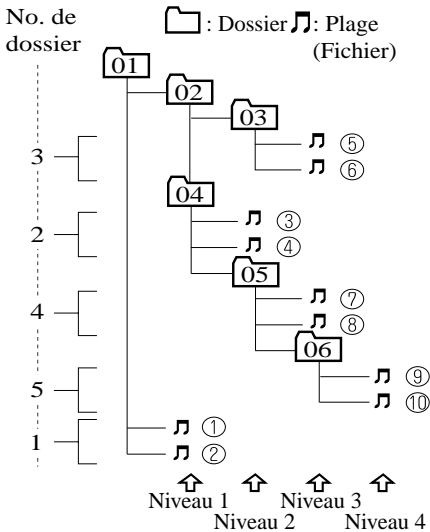 No. de
dossier
: Dossier : Plage
(Fichier)
01
02
03
⑤
3
⑥
04
③
2
④
05
⑦
4
⑧
06
⑨
5
⑩
①
1
②
Niveau 1
Niveau 2
Niveau 3
Niveau 4